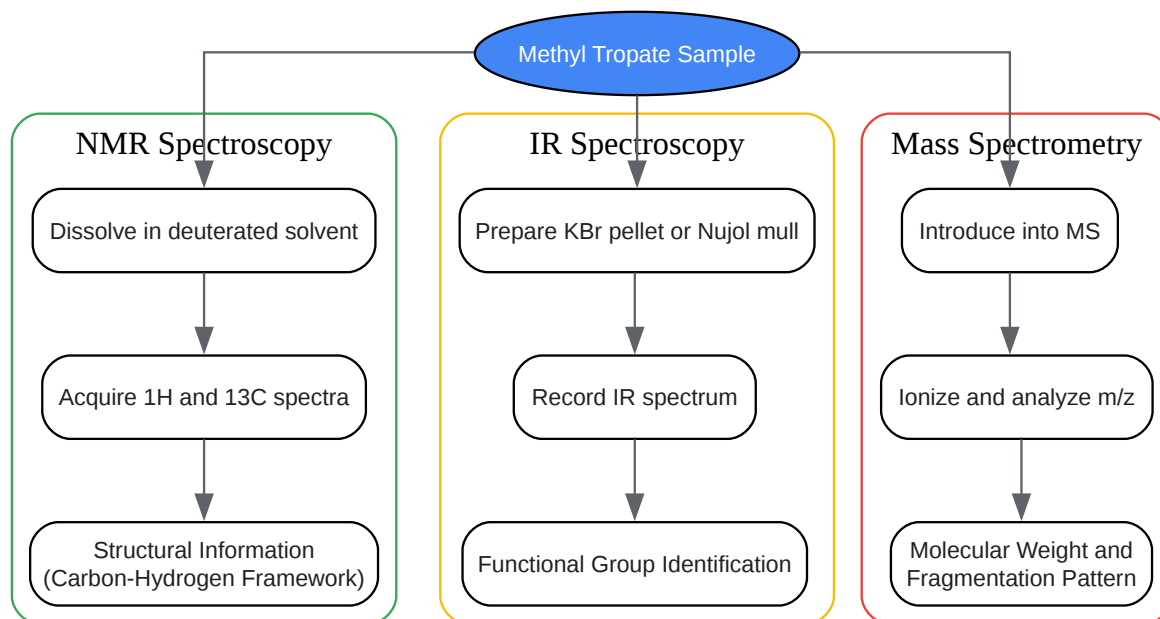 Methyl Tropate Sample
NMR Spectroscopy
Dissolve in deuterated solvent
Acquire 1H and 13C spectra
Structural Information
(Carbon-Hydrogen Framework)
IR Spectroscopy
Prepare KBr pellet or Nujol mull
Record IR spectrum
Functional Group Identification
Mass Spectrometry
Introduce into MS
Ionize and analyze m/z
Molecular Weight and
Fragmentation Pattern